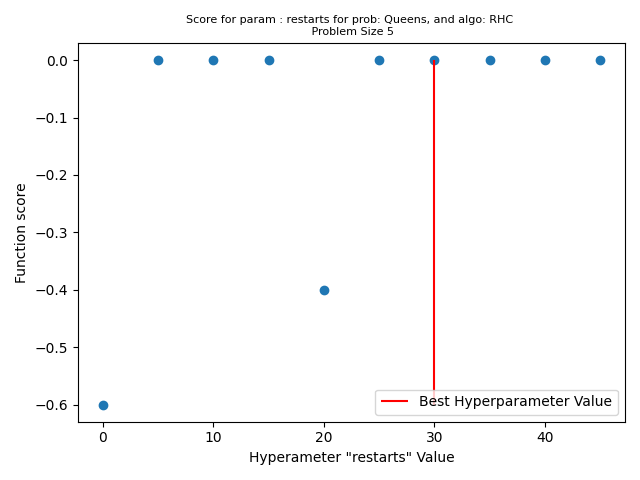 Score for param : restarts for prob: Queens, and algo: RHC
Problem Size 5
0.0
−0.1
−0.2
−0.3
−0.4
−0.5
−0.6
Function score
Best Hyperparameter Value
0 10 20 30 40
Hyperameter "restarts" Value